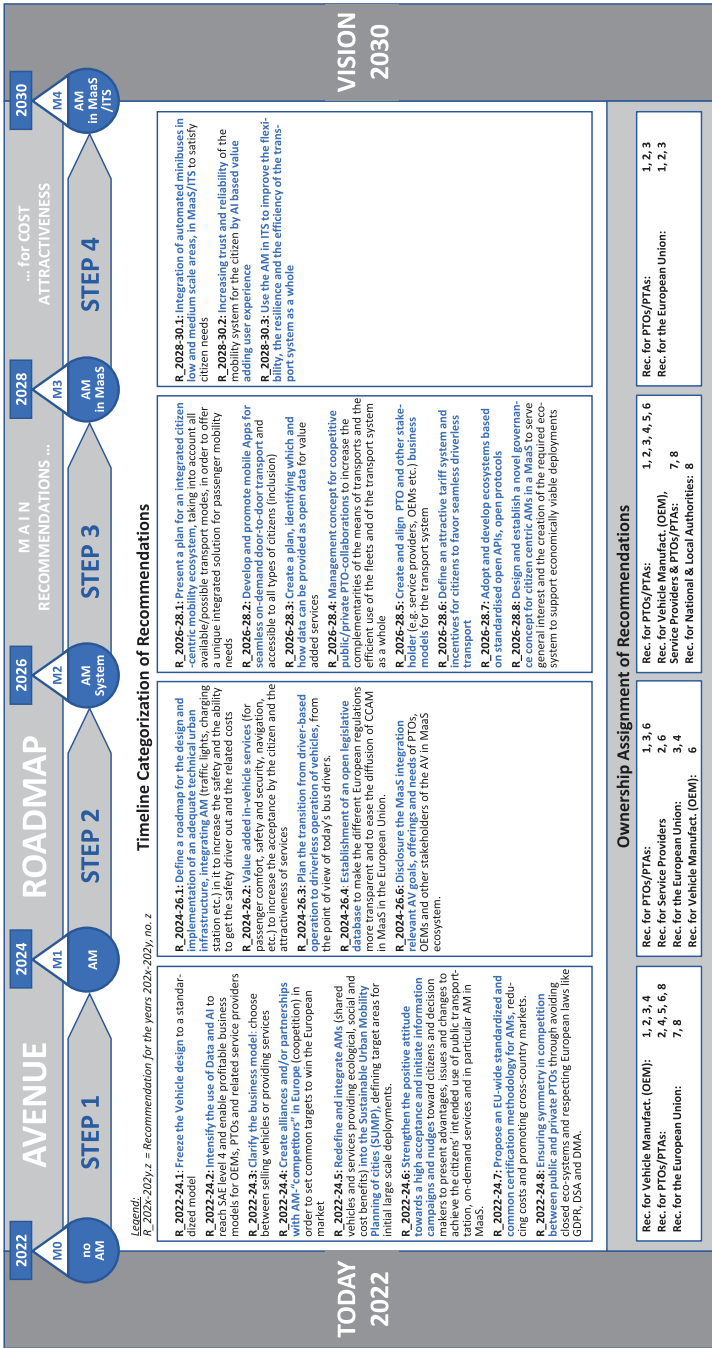 AVENUE ROADMAP
MAIN
RECOMMENDATIONS ...
... for COST
ATTRACTIVENESS
2022
2024
2026
2028
2030
M0
M1
M2
M3
M4
no
AM
AM
AM
System
AM
in MaaS
AM
in MaaS
/ITS
STEP 1
STEP 2
STEP 3
STEP 4
TODAY
2022
VISION
2030
Legend:
R_202x-202y.z = Recommendation for the years 202x-202y, no. z
Timeline Categorization of Recommendations
R_2022-24.1: Freeze the Vehicle design to a standar-
dized model
R_2022-24.2: Intensify the use of Data and AI to
reach SAE level 4 and enable profitable business
models for OEMs, PTOs and related service providers
R_2022-24.3: Clarify the business model: choose
between selling vehicles or providing services
R_2022-24.4: Create alliances and/or partnerships
with AM-“competitors” in Europe (coopetition) in
order to set common targets to win the European
market
R_2022-24.5: Redefine and integrate AMs (shared
vehicles and services providing ecological, social and
cost benefits) into the Sustainable Urban Mobility
Planning of cities (SUMP), defining target areas for
initial large scale deployments.
R_2022-24.6: Strengthen the positive attitude
towards a high acceptance and initiate information
campaigns and nudges toward citizens and decision
makers to present advantages, issues and changes to
achieve the citizens’ intended use of public transport-
tation, on-demand services and in particular AM in
MaaS.
R_2022-24.7: Propose an EU-wide standardized and
common certification methodology for AMs, redu-
cing costs and promoting cross-country markets.
R_2022-24.8: Ensuring symmetry in competition
between public and private PTOs through avoiding
closed eco-systems and respecting European laws like
GDPR, DSA and DMA.
R_2024-26.1: Define a roadmap for the design and
implementation of an adequate technical urban
infrastructure, integrating AM (traffic lights, charging
station etc.) in it to increase the safety and the ability
to get the safety driver out and the related costs
R_2024-26.2: Value added in-vehicle services (for
passenger comfort, safety and security, navigation,
etc.) to increase the acceptance by the citizen and the
attractiveness of services
R_2024-26.3: Plan the transition from driver-based
operation to driverless operation of vehicles, from
the point of view of today’s bus drivers.
R_2024-26.4: Establishment of an open legislative
database to make the different European regulations
more transparent and to ease the diffusion of CCAM
in MaaS in the European Union.
R_2024-26.6: Disclosure the MaaS integration
relevant AV goals, offerings and needs of PTOs,
OEMs and other stakeholders of the AV in MaaS
ecosystem.
R_2026-28.1: Present a plan for an integrated citizen
-centric mobility ecosystem, taking into account all
available/possible transport modes, in order to offer
a unique integrated solution for passenger mobility
needs
R_2026-28.2: Develop and promote mobile Apps for
seamless on-demand door-to-door transport and
accessible to all types of citizens (inclusion)
R_2026-28.3: Create a plan, identifying which and
how data can be provided as open data for value
added services
R_2026-28.4: Management concept for coopetitive
public/private PTO-collaborations to increase the
complementarities of the means of transports and the
efficient use of the fleets and of the transport system
as a whole
R_2026-28.5: Create and align PTO and other stake-
holder (e.g. service providers, OEMs etc.) business
models for the transport system
R_2026-28.6: Define an attractive tariff system and
incentives for citizens to favor seamless driverless
transport
R_2026-28.7: Adopt and develop ecosystems based
on standardised open APIs, open protocols
R_2026-28.8: Design and establish a novel governan-
ce concept for citizen centric AMs in a MaaS to serve
general interest and the creation of the required eco-
system to support economically viable deployments
R_2028-30.1: Integration of automated minibuses in
low and medium scale areas, in MaaS/ITS to satisfy
citizen needs
R_2028-30.2: Increasing trust and reliability of the
mobility system for the citizen by AI based value
adding user experience
R_2028-30.3: Use the AM in ITS to improve the flexi-
bility, the resilience and the efficiency of the trans-
port system as a whole
Ownership Assignment of Recommendations
Rec. for Vehicle Manufact. (OEM): 1, 2, 3, 4
Rec. for PTOs/PTAs: 2, 4, 5, 6, 8
Rec. for the European Union: 7, 8
Rec. for PTOs/PTAs: 1, 3, 6
Rec. for Service Providers 2, 6
Rec. for the European Union: 3, 4
Rec. for Vehicle Manufact. (OEM): 6
Rec. for PTOs/PTAs: 1, 2, 3, 4, 5, 6
Rec. for Vehicle Manufact. (OEM),
Service Providers & PTOs/PTAs: 7, 8
Rec. for National & Local Authorities: 8
Rec. for PTOs/PTAs: 1, 2, 3
Rec. for the European Union: 1, 2, 3